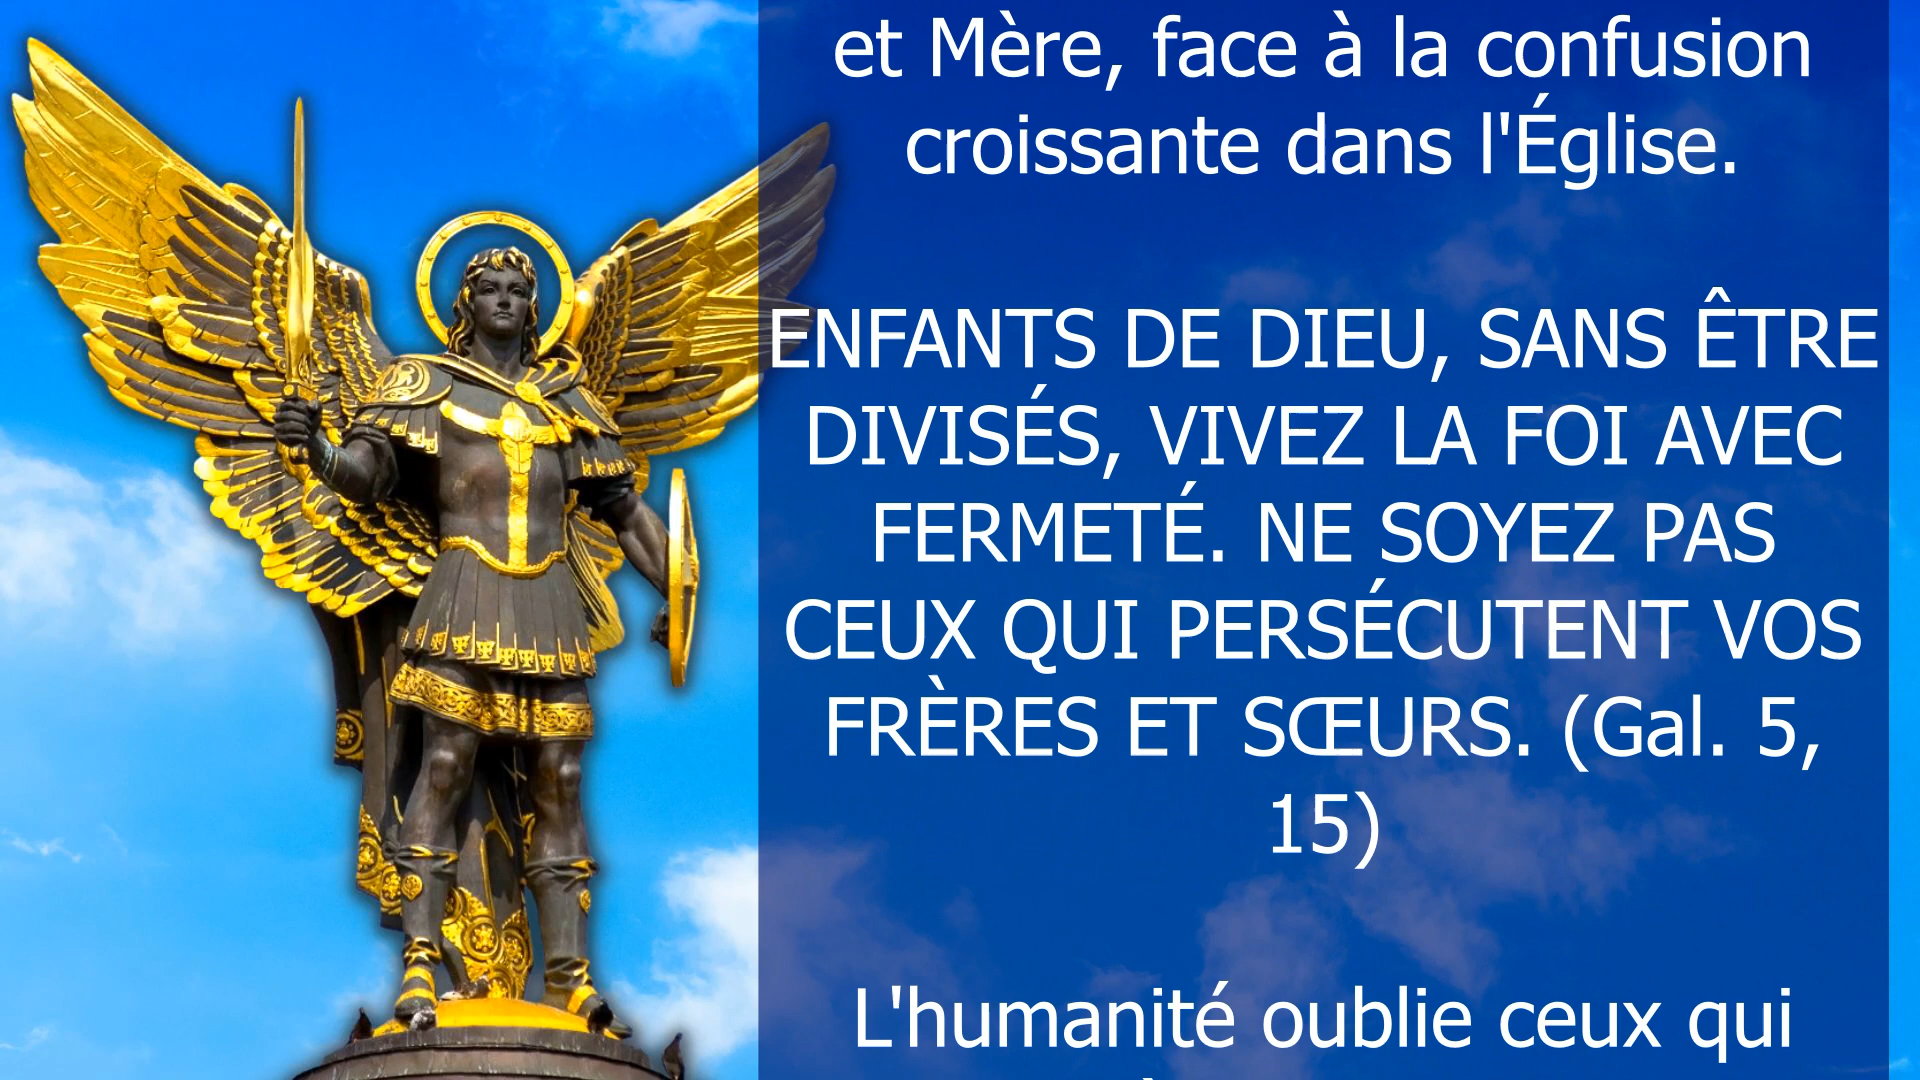 et Mère, face à la confusion
croissante dans l'Église.
ENFANTS DE DIEU, SANS ÊTRE
DIVISÉS, VIVEZ LA FOI AVEC
FERMETÉ. NE SOYEZ PAS
CEUX QUI PERSÉCUTENT VOS
FRÈRES ET SŒURS. (Gal. 5,
15)
L'humanité oublie ceux qui